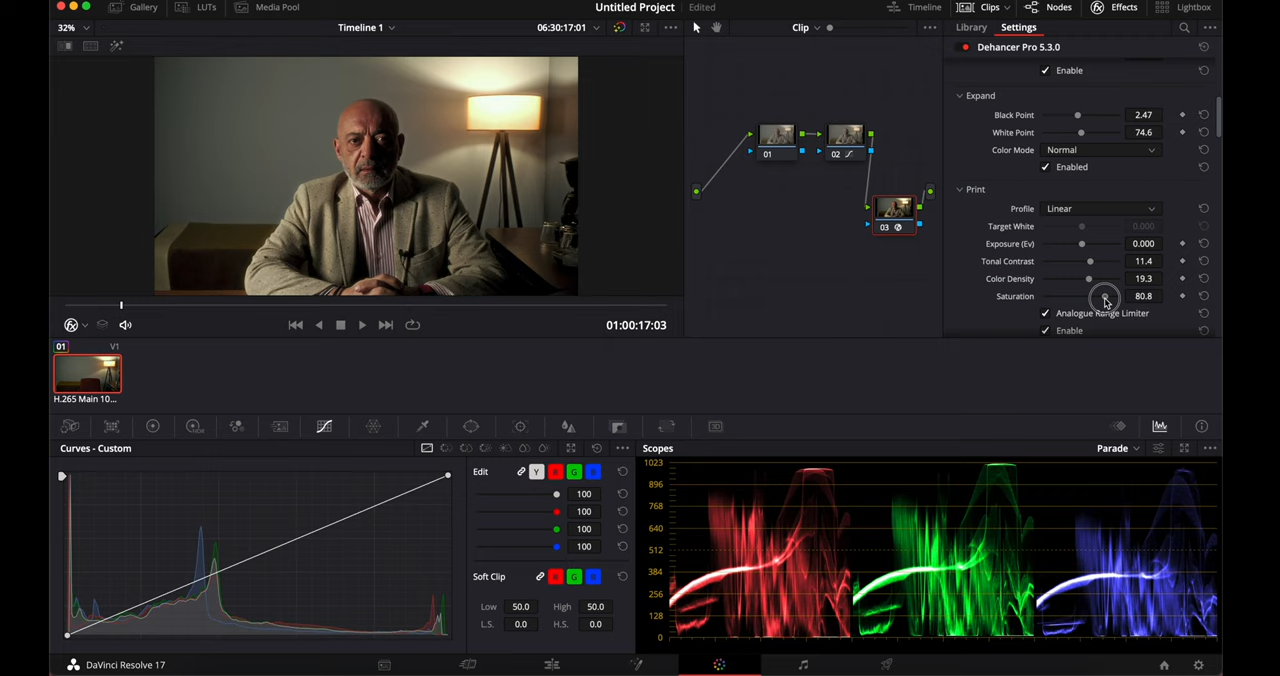 Gallery LUTs Media Pool Untitled Project Edited Timeline Clips Nodes Effects Lightbox
32% Timeline 1 06:30:17:01 Clip Library Settings
Dehancer Pro 5.3.0
Enable
Expand
Black Point 2.47
White Point 74.6
Color Mode Normal
Enabled
Print
Profile Linear
Target White 0.000
Exposure (Ev) 0.000
Tonal Contrast 11.4
Color Density 19.3
Saturation 80.8
Analogue Range Limiter
Enable
01
02
03
01:00:17:03
01 V1
H.265 Main 10...
3D
Curves - Custom
Edit Y R G B
100
100
100
100
Soft Clip R G B
Low 50.0 High 50.0
L.S. 0.0 H.S. 0.0
Scopes Parade
1023
896
768
640
512
384
256
128
0
DaVinci Resolve 17